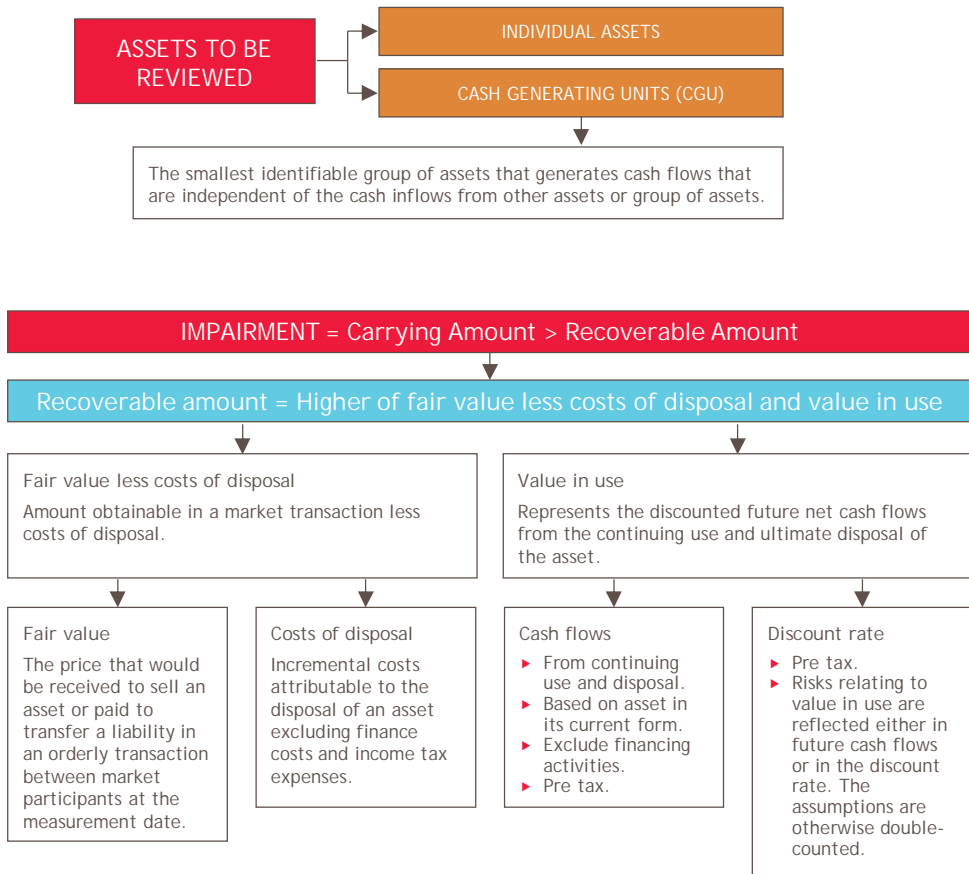 ASSETS TO BE
REVIEWED
INDIVIDUAL ASSETS
CASH GENERATING UNITS (CGU)
The smallest identifiable group of assets that generates cash flows that
are independent of the cash inflows from other assets or group of assets.
IMPAIRMENT = Carrying Amount > Recoverable Amount
Recoverable amount = Higher of fair value less costs of disposal and value in use
Fair value less costs of disposal
Amount obtainable in a market transaction less
costs of disposal.
Value in use
Represents the discounted future net cash flows
from the continuing use and ultimate disposal of
the asset.
Fair value
The price that would
be received to sell an
asset or paid to
transfer a liability in
an orderly transaction
between market
participants at the
measurement date.
Costs of disposal
Incremental costs
attributable to the
disposal of an asset
excluding finance
costs and income tax
expenses.
Cash flows
▶ From continuing
use and disposal.
▶ Based on asset in
its current form.
▶ Exclude financing
activities.
▶ Pre tax.
Discount rate
▶ Pre tax.
▶ Risks relating to
value in use are
reflected either in
future cash flows
or in the discount
rate. The
assumptions are
otherwise double-
counted.